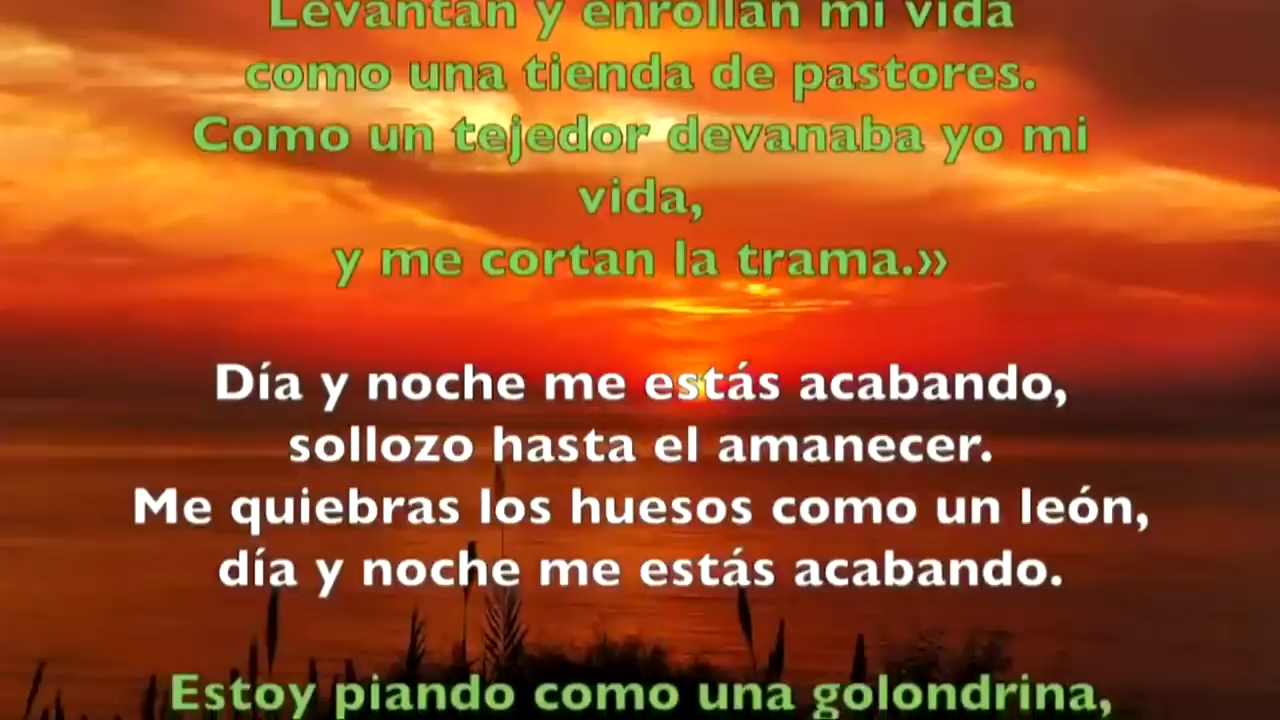 Levantan y enrollan mi vida
como una tienda de pastores.
Como un tejedor devanaba yo mi
vida,
y me cortan la trama.»
Día y noche me estás acabando,
sollozo hasta el amanecer.
Me quiebras los huesos como un león,
día y noche me estás acabando.
Estoy piando como una golondrina,